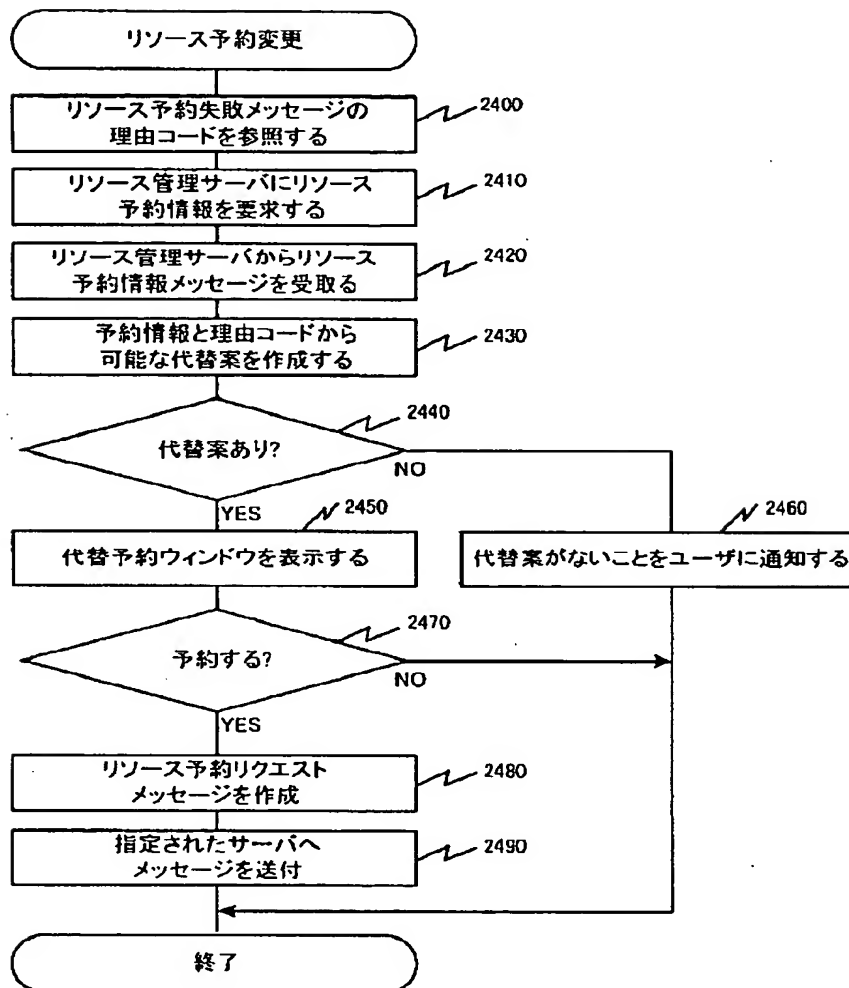 リソース予約変更
リソース予約失敗メッセージの
理由コードを参照する
2400
リソース管理サーバにリソース
予約情報を要求する
2410
リソース管理サーバからリソース
予約情報メッセージを受取る
2420
予約情報と理由コードから
可能な代替案を作成する
2430
2440
代替案あり?
NO
YES
2450
2460
代替予約ウィンドウを表示する
代替案がないことをユーザに通知する
2470
予約する?
NO
YES
リソース予約リクエスト
メッセージを作成
2480
指定されたサーバへ
メッセージを送付
2490
終了